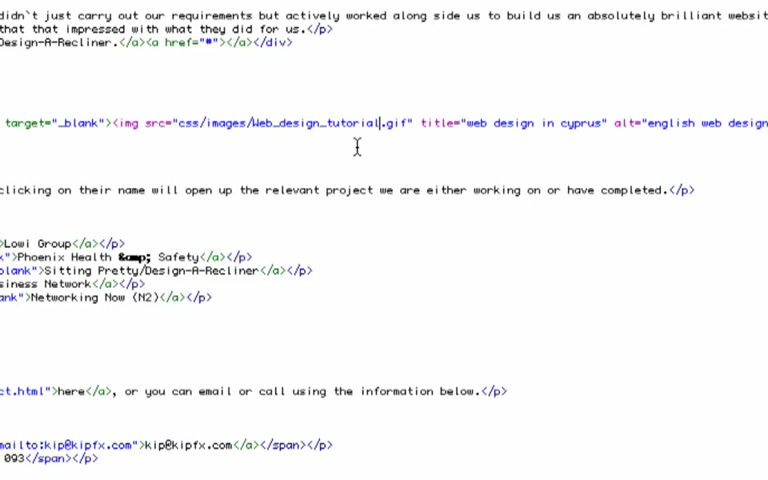 didn`t just carry out our requirements but actively worked along side us to build us an absolutely brilliant websit
that that impressed with what they did for us.</p>
Design-A-Recliner.</a><a href="#"></a></div>
target="_blank"><img src="css/images/Web_design_tutorial.gif" title="web design in cyprus" alt="english web design
clicking on their name will open up the relevant project we are either working on or have completed.</p>
>Lowi Group</a></p>
k">Phoenix Health &amp; Safety</a></p>
blank">Sitting Pretty/Design-A-Recliner</a></p>
siness Network</a></p>
ank">Networking Now (N2)</a></p>
ct.html">here</a>, or you can email or call using the information below.</p>
mailto:kip@kipfx.com">kip@kipfx.com</a></span></p>
093</span></p>